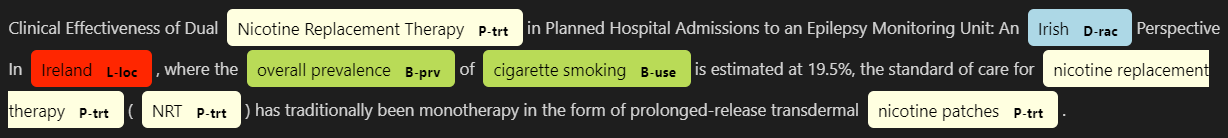 Clinical Effectiveness of Dual Nicotine Replacement Therapy P-trt in Planned Hospital Admissions to an Epilepsy Monitoring Unit: An Irish D-rac Perspective
In Ireland L-loc , where the overall prevalence B-prv of cigarette smoking B-use is estimated at 19.5%, the standard of care for nicotine replacement
therapy P-trt ( NRT P-trt ) has traditionally been monotherapy in the form of prolonged-release transdermal nicotine patches P-trt .